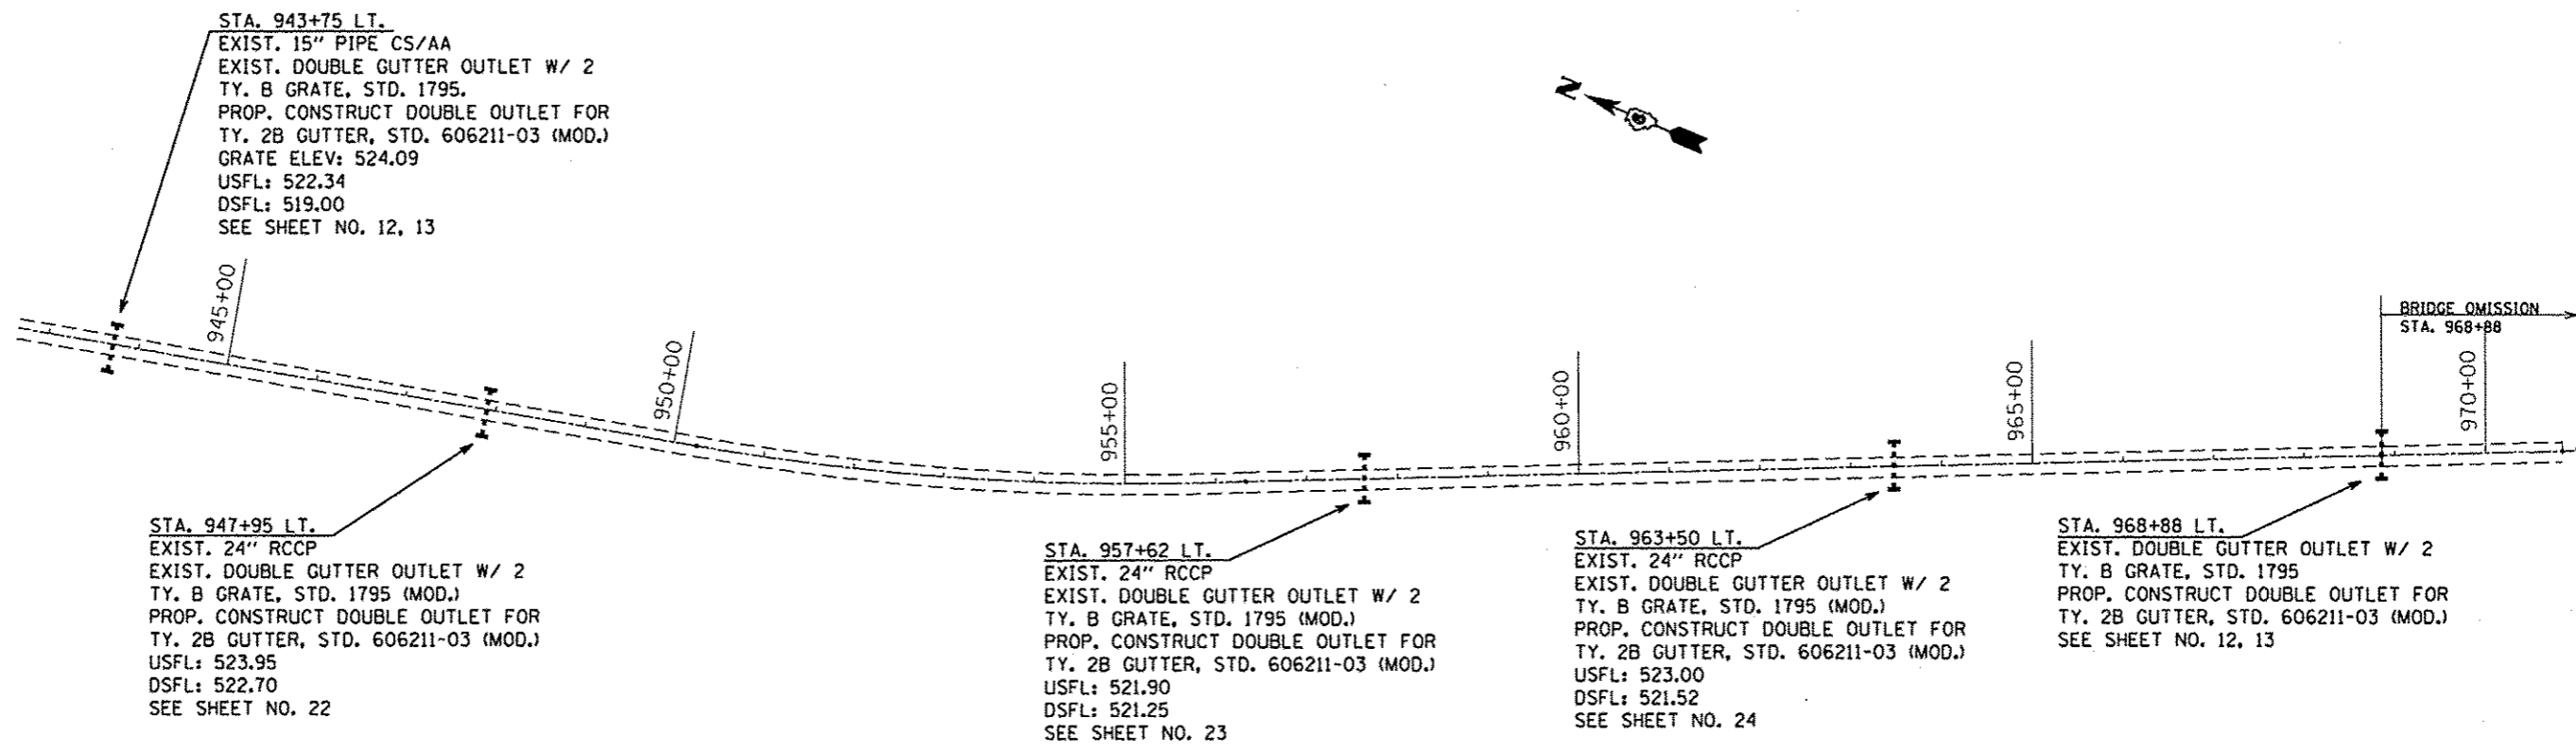 STA. 943+75 LT.
EXIST. 15" PIPE CS/AA
EXIST. DOUBLE GUTTER OUTLET W/ 2
TY. B GRATE, STD. 1795.
PROP. CONSTRUCT DOUBLE OUTLET FOR
TY. 2B GUTTER, STD. 606211-03 (MOD.)
GRATE ELEV: 524.09
USFL: 522.34
DSFL: 519.00
SEE SHEET NO. 12, 13
N
945+00
950+00
955+00
960+00
965+00
970+00
BRIDGE OMISSION
STA. 968+88
STA. 947+95 LT.
EXIST. 24" RCCP
EXIST. DOUBLE GUTTER OUTLET W/ 2
TY. B GRATE, STD. 1795 (MOD.)
PROP. CONSTRUCT DOUBLE OUTLET FOR
TY. 2B GUTTER, STD. 606211-03 (MOD.)
USFL: 523.95
DSFL: 522.70
SEE SHEET NO. 22
STA. 957+62 LT.
EXIST. 24" RCCP
EXIST. DOUBLE GUTTER OUTLET W/ 2
TY. B GRATE, STD. 1795 (MOD.)
PROP. CONSTRUCT DOUBLE OUTLET FOR
TY. 2B GUTTER, STD. 606211-03 (MOD.)
USFL: 521.90
DSFL: 521.25
SEE SHEET NO. 23
STA. 963+50 LT.
EXIST. 24" RCCP
EXIST. DOUBLE GUTTER OUTLET W/ 2
TY. B GRATE, STD. 1795 (MOD.)
PROP. CONSTRUCT DOUBLE OUTLET FOR
TY. 2B GUTTER, STD. 606211-03 (MOD.)
USFL: 523.00
DSFL: 521.52
SEE SHEET NO. 24
STA. 968+88 LT.
EXIST. DOUBLE GUTTER OUTLET W/ 2
TY. B GRATE, STD. 1795
PROP. CONSTRUCT DOUBLE OUTLET FOR
TY. 2B GUTTER, STD. 606211-03 (MOD.)
SEE SHEET NO. 12, 13